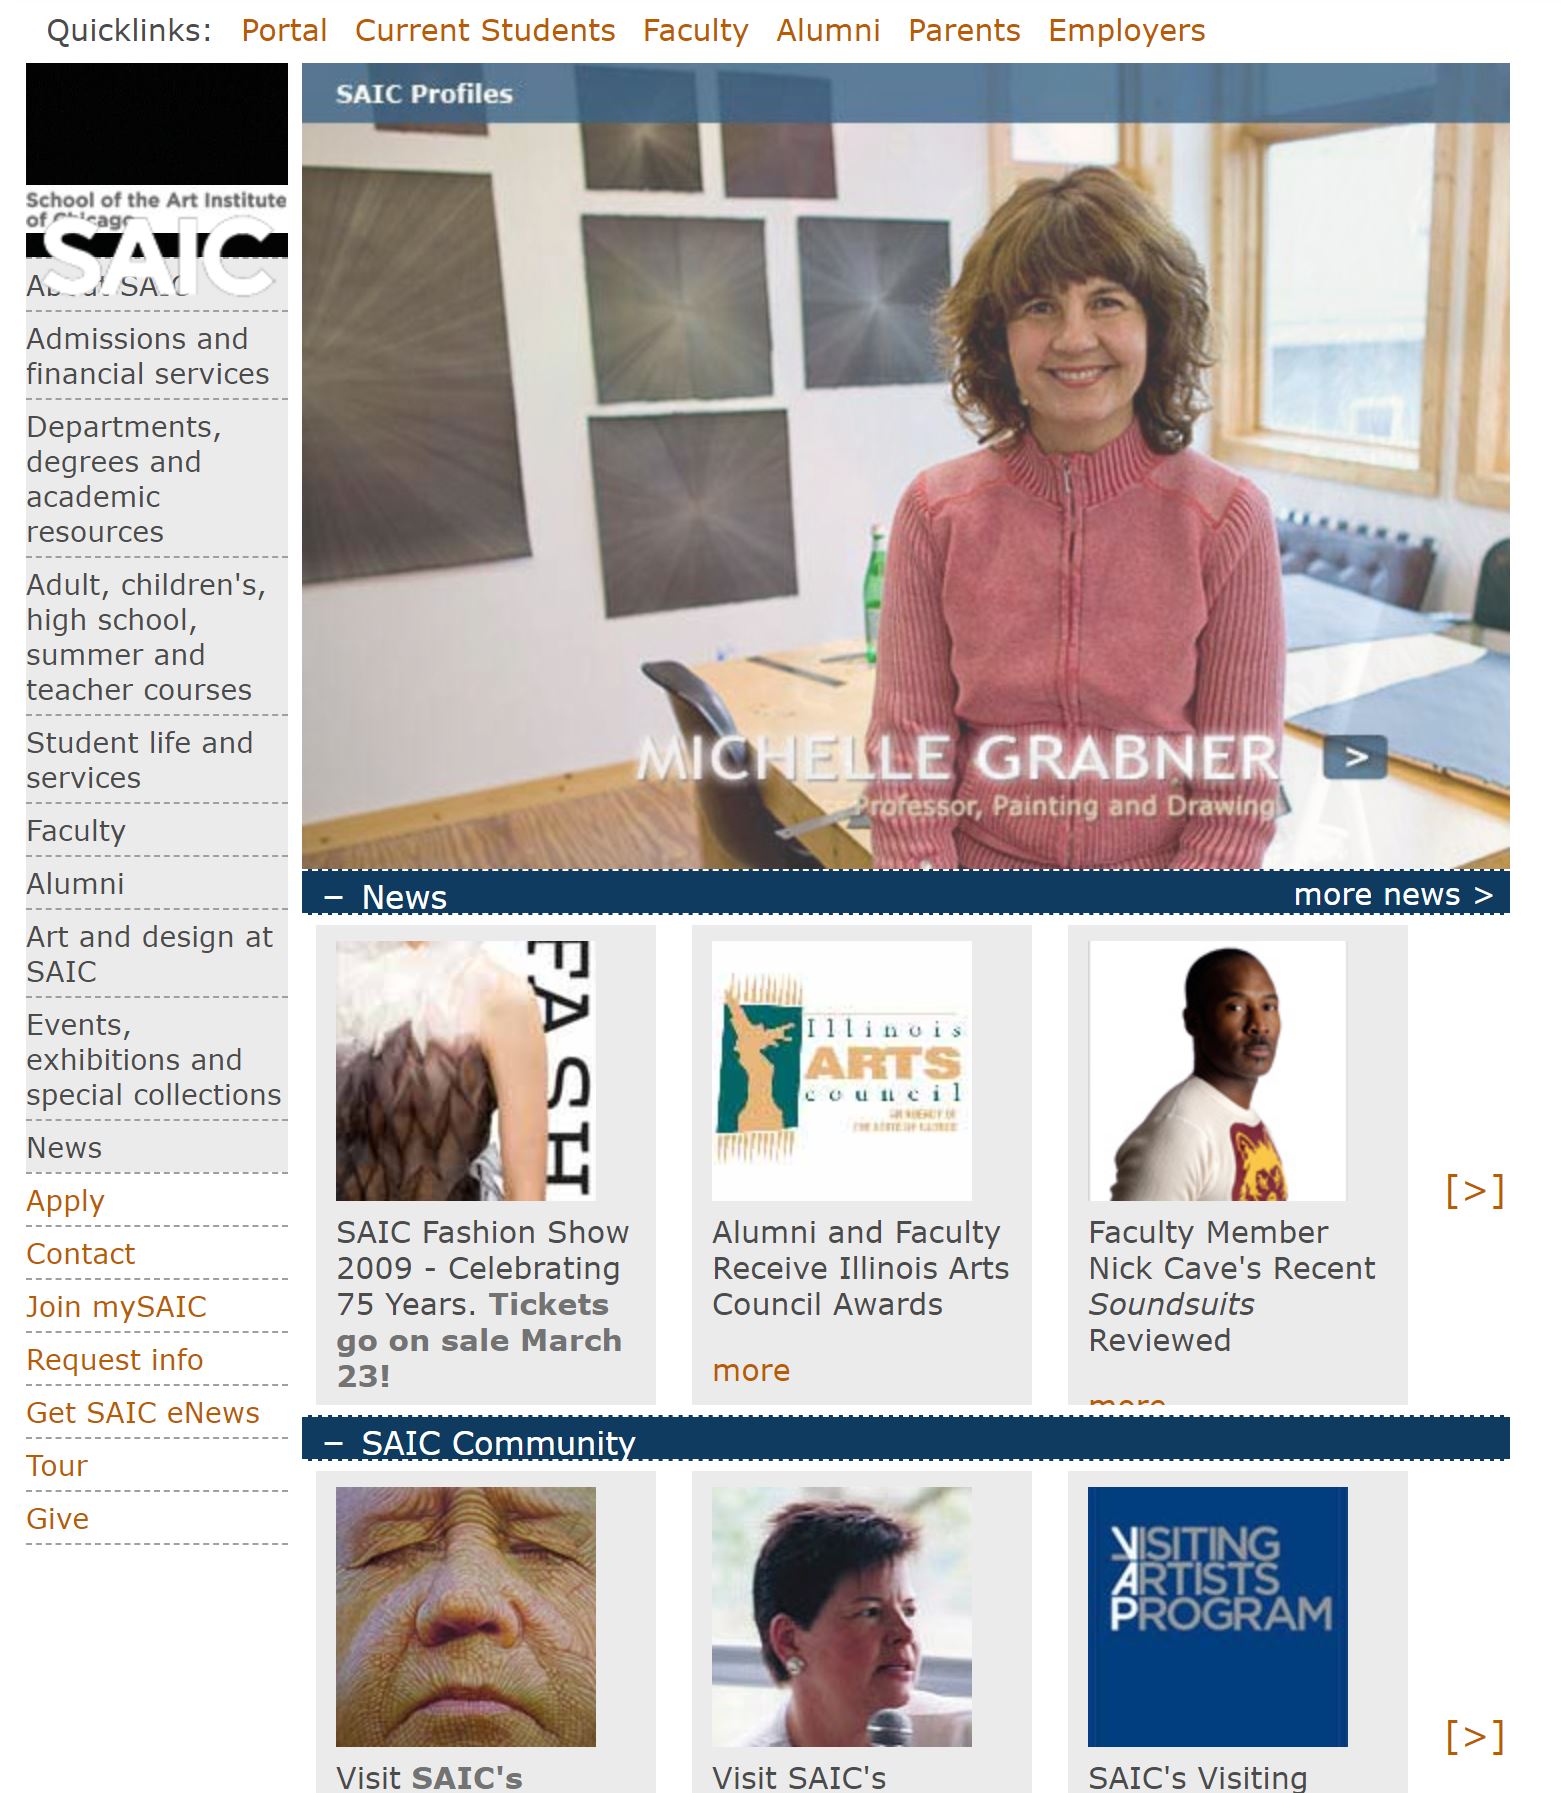 Quicklinks: Portal Current Students Faculty Alumni Parents Employers
School of the Art Institute
of Chicago
SAIC
About SAIC
Admissions and
financial services
Departments,
degrees and
academic
resources
Adult, children's,
high school,
summer and
teacher courses
Student life and
services
Faculty
Alumni
Art and design at
SAIC
Events,
exhibitions and
special collections
News
Apply
Contact
Join mySAIC
Request info
Get SAIC eNews
Tour
Give
SAIC Profiles
MICHELLE GRABNER >
Professor, Painting and Drawing
– News more news >
FASH
SAIC Fashion Show
2009 - Celebrating
75 Years. Tickets
go on sale March
23!
Illinois
ARTS
council
AN AGENCY OF
THE STATE OF ILLINOIS
Alumni and Faculty
Receive Illinois Arts
Council Awards
more
Faculty Member
Nick Cave's Recent
Soundsuits
Reviewed
more
[>]
– SAIC Community
Visit SAIC's
Visit SAIC's
VISITING
ARTISTS
PROGRAM
SAIC's Visiting
[>]